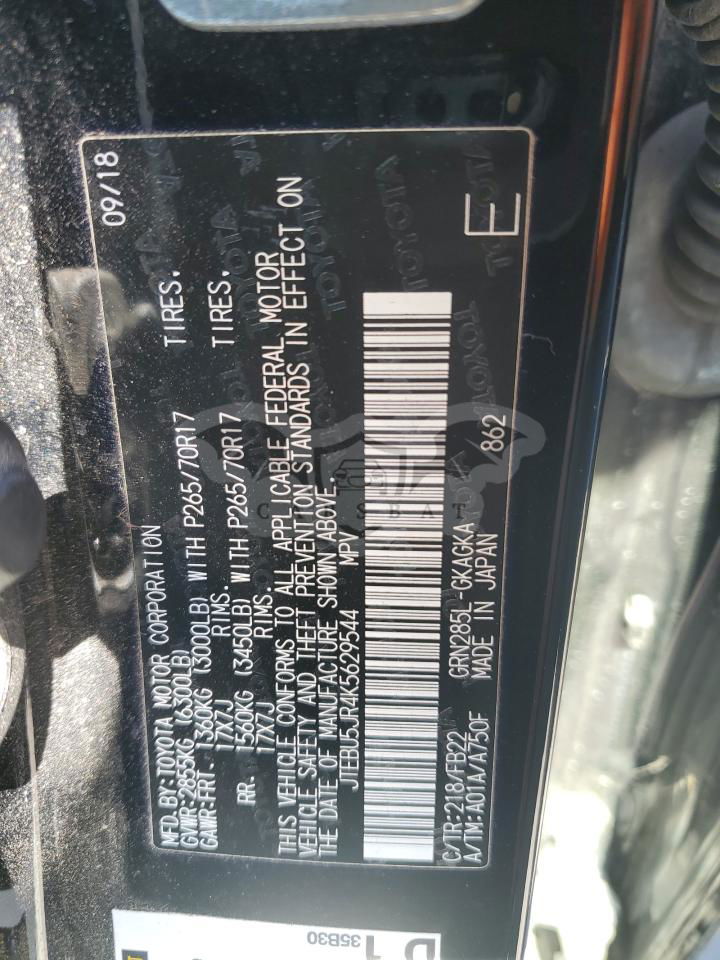 09/18
MFD.BY:TOYOTA MOTOR CORPORATION
GVWR:2855KG (6300LB)
GAWR:FRT. 1360KG (3000LB) WITH P265/70R17 TIRES,
17X7J RIMS.
RR. 1560KG (3450LB) WITH P265/70R17 TIRES,
17X7J RIMS.
THIS VEHICLE CONFORMS TO ALL APPLICABLE FEDERAL MOTOR
VEHICLE SAFETY AND THEFT PREVENTION STANDARDS IN EFFECT ON
THE DATE OF MANUFACTURE SHOWN ABOVE.
JTEBU5JR4K5629544 MPV
C/TR:218/FB22 GRN285L-GKAGKA 862
A/TM:A01A/A750F MADE IN JAPAN
E
TOYOTA
CARSBAT
D 1
35B30